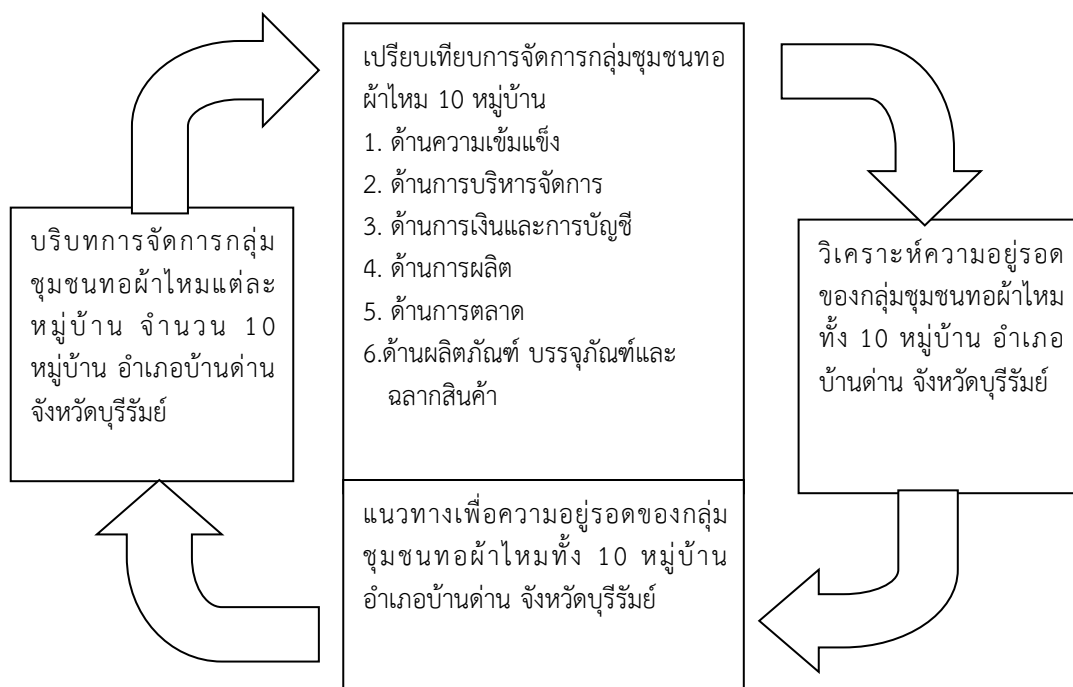 เปรียบเทียบการจัดการกลุ่มชุมชนทอ
ผ้าไหม 10 หมู่บ้าน
1. ด้านความเข้มแข็ง
2. ด้านการบริหารจัดการ
3. ด้านการเงินและการบัญชี
4. ด้านการผลิต
5. ด้านการตลาด
6.ด้านผลิตภัณฑ์ บรรจุภัณฑ์และ
ฉลากสินค้า
บริบทการจัดการกลุ่ม
ชุมชนทอผ้าไหมแต่ละ
หมู่บ้าน จำนวน 10
หมู่บ้าน อำเภอบ้านด่าน
จังหวัดบุรีรัมย์
วิเคราะห์ความอยู่รอด
ของกลุ่มชุมชนทอผ้าไหม
ทั้ง 10 หมู่บ้าน อำเภอ
บ้านด่าน จังหวัดบุรีรัมย์
แนวทางเพื่อความอยู่รอดของกลุ่ม
ชุมชนทอผ้าไหมทั้ง 10 หมู่บ้าน
อำเภอบ้านด่าน จังหวัดบุรีรัมย์